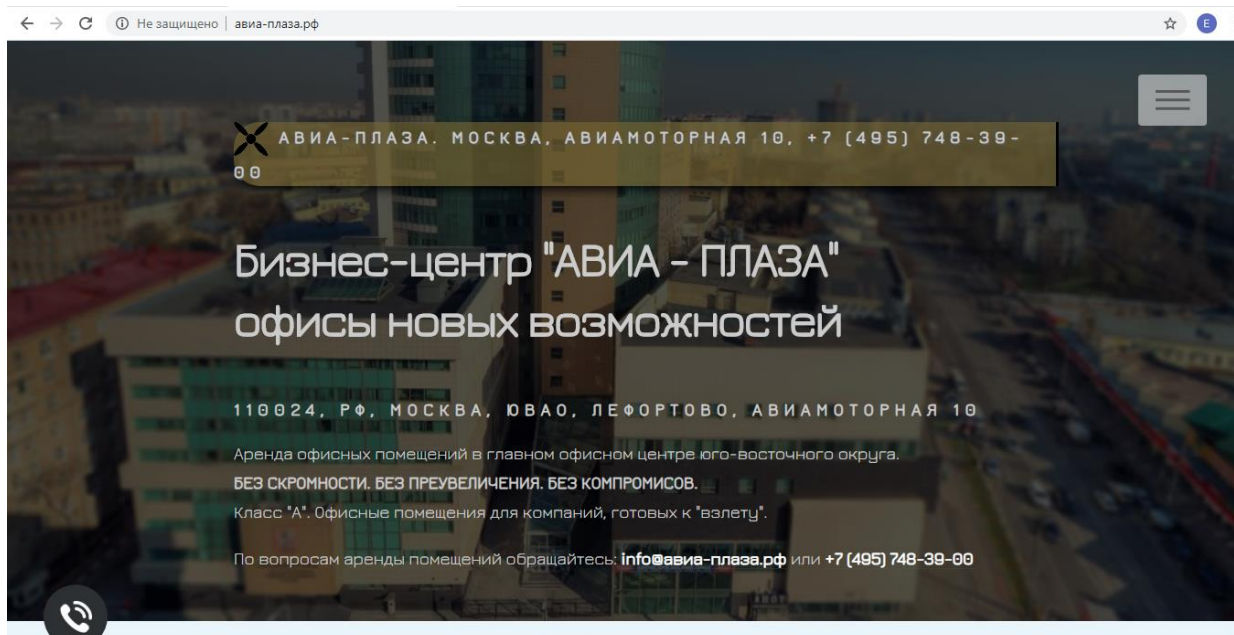 Не защищено | авиа-плаза.рф
E
АВИА-ПЛАЗА. МОСКВА, АВИАМОТОРНАЯ 10, +7 (495) 748-39-
00
Бизнес-центр "АВИА - ПЛАЗА"
офисы новых возможностей
110024, РФ, МОСКВА, ЮВАО, ЛЕФОРТОВО, АВИАМОТОРНАЯ 10
Аренда офисных помещений в главном офисном центре юго-восточного округа.
БЕЗ СКРОМНОСТИ. БЕЗ ПРЕУВЕЛИЧЕНИЯ. БЕЗ КОМПРОМИСОВ.
Класс "А". Офисные помещения для компаний, готовых к "взлету".
По вопросам аренды помещений обращайтесь: info@авиа-плаза.рф или +7 (495) 748-39-00